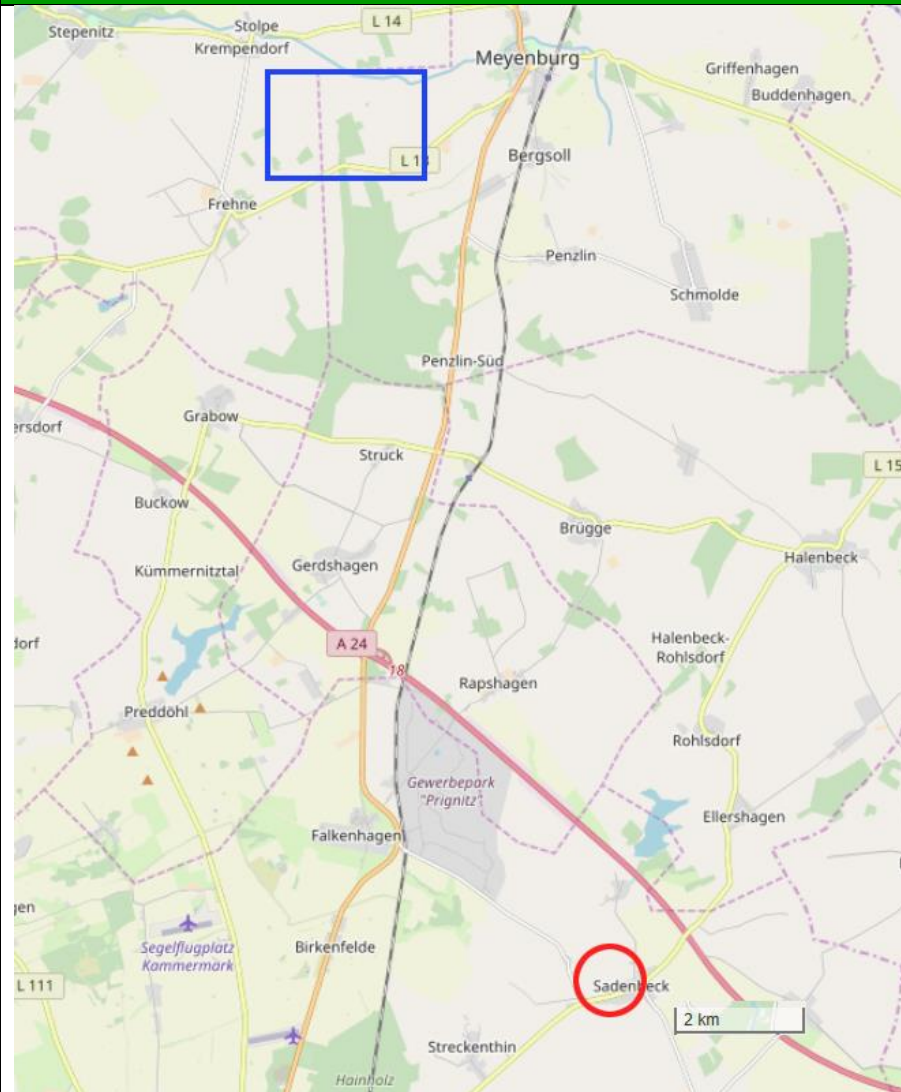 L 14
Stolpe
Stepenitz
Krempendorf
Meyenburg
Griffenhagen
Buddenhagen
L 1
Bergsoll
Frehne
Penzlin
Schmolde
Penzlin-Süd
Grabow
ersdorf
Struck
L 15
Buckow
Brügge
Halenbeck
Gerdshagen
Kümmernitztal
dorf
A 24
18
Halenbeck-
Rohlsdorf
Rapshagen
Preddöhl
Rohlsdorf
Gewerbepark
"Prignitz"
Ellershagen
Falkenhagen
gen
Segelflugplatz
Kammermark
Birkenfelde
L 111
Sadenbeck
2 km
Streckenthin
Hainholz